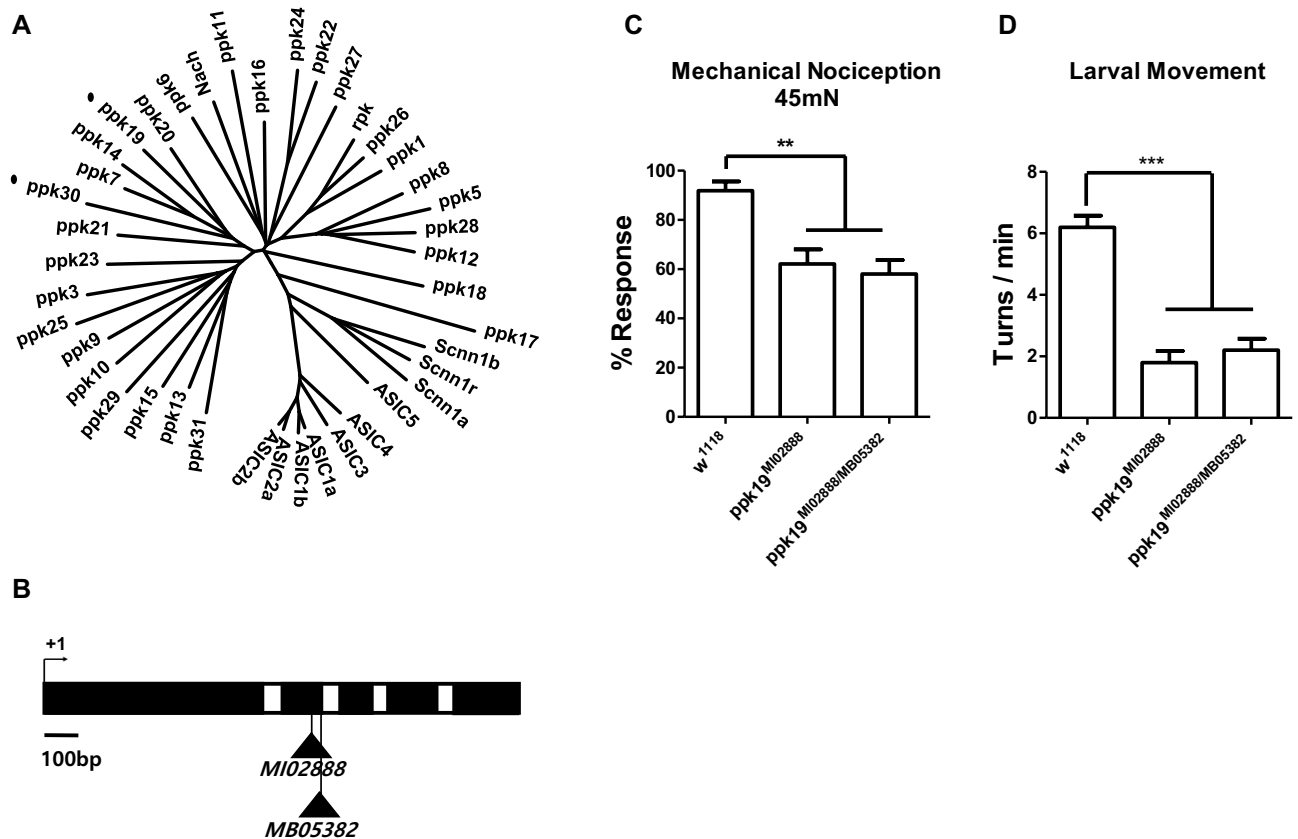 A
ppk11
Nach
ppk6
ppk20
ppk19
ppk14
ppk7
ppk30
ppk21
ppk23
ppk3
ppk25
ppk9
ppk10
ppk29
ppk15
ppk13
ppk31
ppk16
ppk24
ppk22
ppk27
rpk
ppk26
ppk1
ppk8
ppk5
ppk28
ppk12
ppk18
ppk17
Scnn1b
Scnn1r
Scnn1a
ASIC5
ASIC4
ASIC3
ASIC1a
ASIC1b
ASIC2a
ASIC2b
B
+1
100bp
MI02888
MB05382
C
Mechanical Nociception
45mN
**
% Response
100
80
60
40
20
0
w1118
ppk19MI02888
ppk19MI02888/MB05382
D
Larval Movement
***
Turns / min
8
6
4
2
0
w1118
ppk19MI02888
ppk19MI02888/MB05382